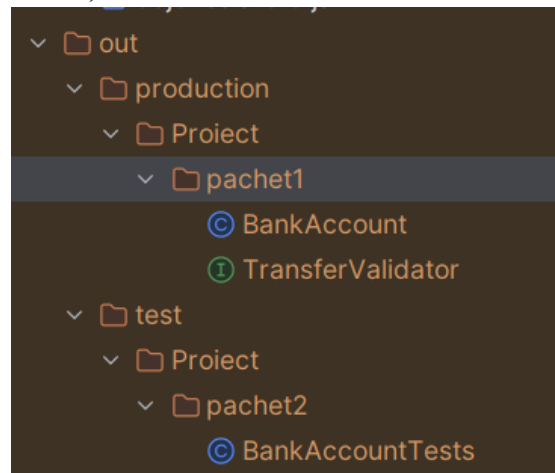 out
production
Proiect
pachet1
C BankAccount
I TransferValidator
test
Proiect
pachet2
C BankAccountTests